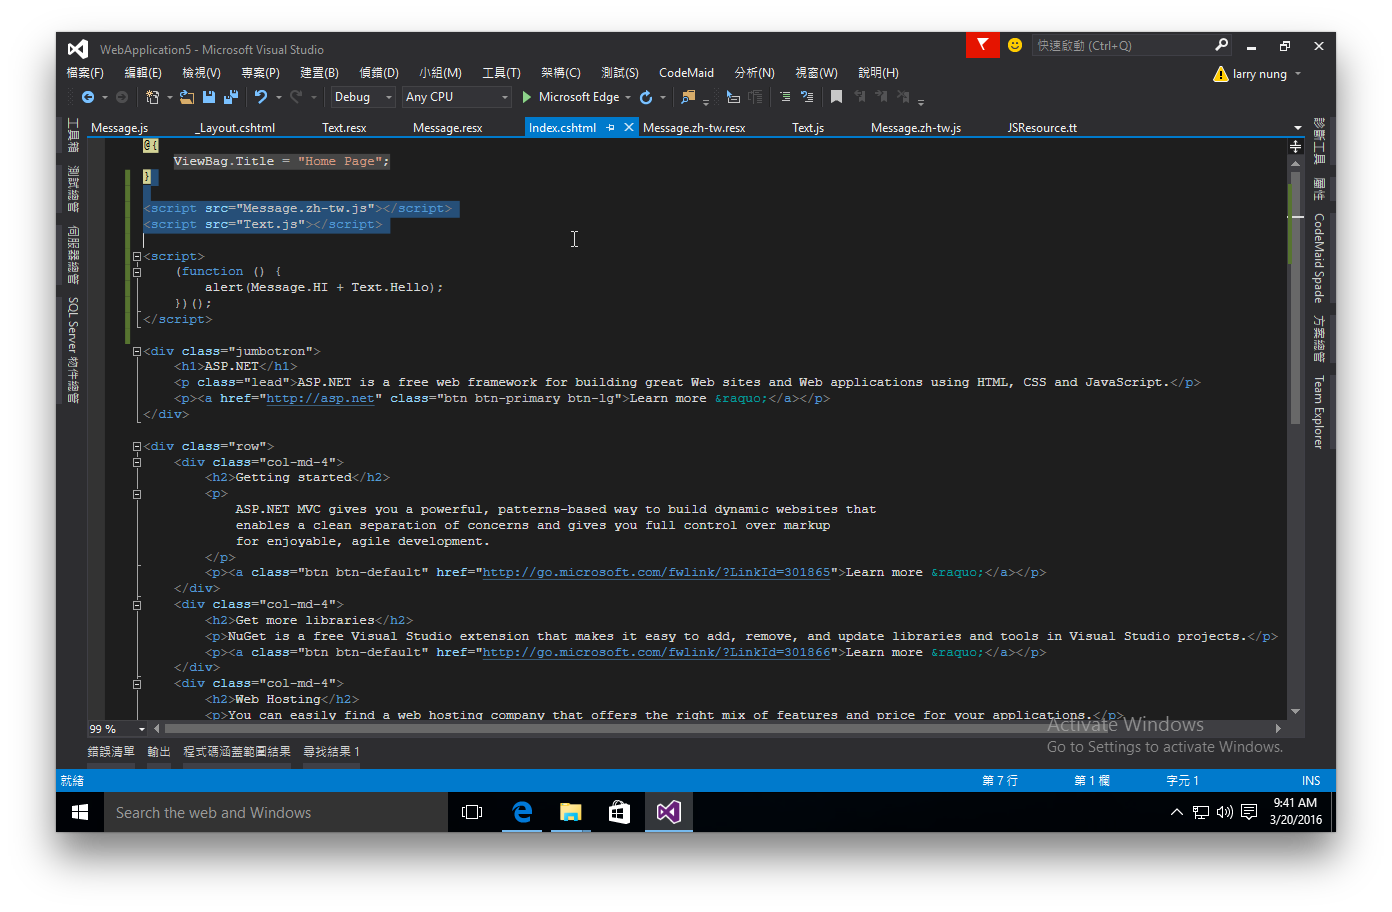 WebApplication5 - Microsoft Visual Studio
快速啟動 (Ctrl+Q)
檔案(F) 編輯(E) 檢視(V) 專案(P) 建置(B) 偵錯(D) 小組(M) 工具(T) 架構(C) 測試(S) CodeMaid 分析(N) 視窗(W) 說明(H)
larry nung
Debug Any CPU Microsoft Edge
Message.js _Layout.cshtml Text.resx Message.resx Index.cshtml Message.zh-tw.resx Text.js Message.zh-tw.js JSResource.tt
工具箱
測試總管
伺服器總管
SQL Server 物件總管
@{
ViewBag.Title = "Home Page";
}
<script src="Message.zh-tw.js"></script>
<script src="Text.js"></script>
<script>
(function () {
alert(Message.HI + Text.Hello);
})();
</script>
<div class="jumbotron">
<h1>ASP.NET</h1>
<p class="lead">ASP.NET is a free web framework for building great Web sites and Web applications using HTML, CSS and JavaScript.</p>
<p><a href="http://asp.net" class="btn btn-primary btn-lg">Learn more &raquo;</a></p>
</div>
<div class="row">
<div class="col-md-4">
<h2>Getting started</h2>
<p>
ASP.NET MVC gives you a powerful, patterns-based way to build dynamic websites that
enables a clean separation of concerns and gives you full control over markup
for enjoyable, agile development.
</p>
<p><a class="btn btn-default" href="http://go.microsoft.com/fwlink/?LinkId=301865">Learn more &raquo;</a></p>
</div>
<div class="col-md-4">
<h2>Get more libraries</h2>
<p>NuGet is a free Visual Studio extension that makes it easy to add, remove, and update libraries and tools in Visual Studio projects.</p>
<p><a class="btn btn-default" href="http://go.microsoft.com/fwlink/?LinkId=301866">Learn more &raquo;</a></p>
</div>
<div class="col-md-4">
<h2>Web Hosting</h2>
<p>You can easily find a web hosting company that offers the right mix of features and price for your applications.</p>
診斷工具
屬性
CodeMaid Spade
方案總管
Team Explorer
99 %
Activate Windows
Go to Settings to activate Windows.
錯誤清單 輸出 程式碼涵蓋範圍結果 尋找結果 1
就緒 第 7 行 第 1 欄 字元 1 INS
Search the web and Windows
9:41 AM
3/20/2016